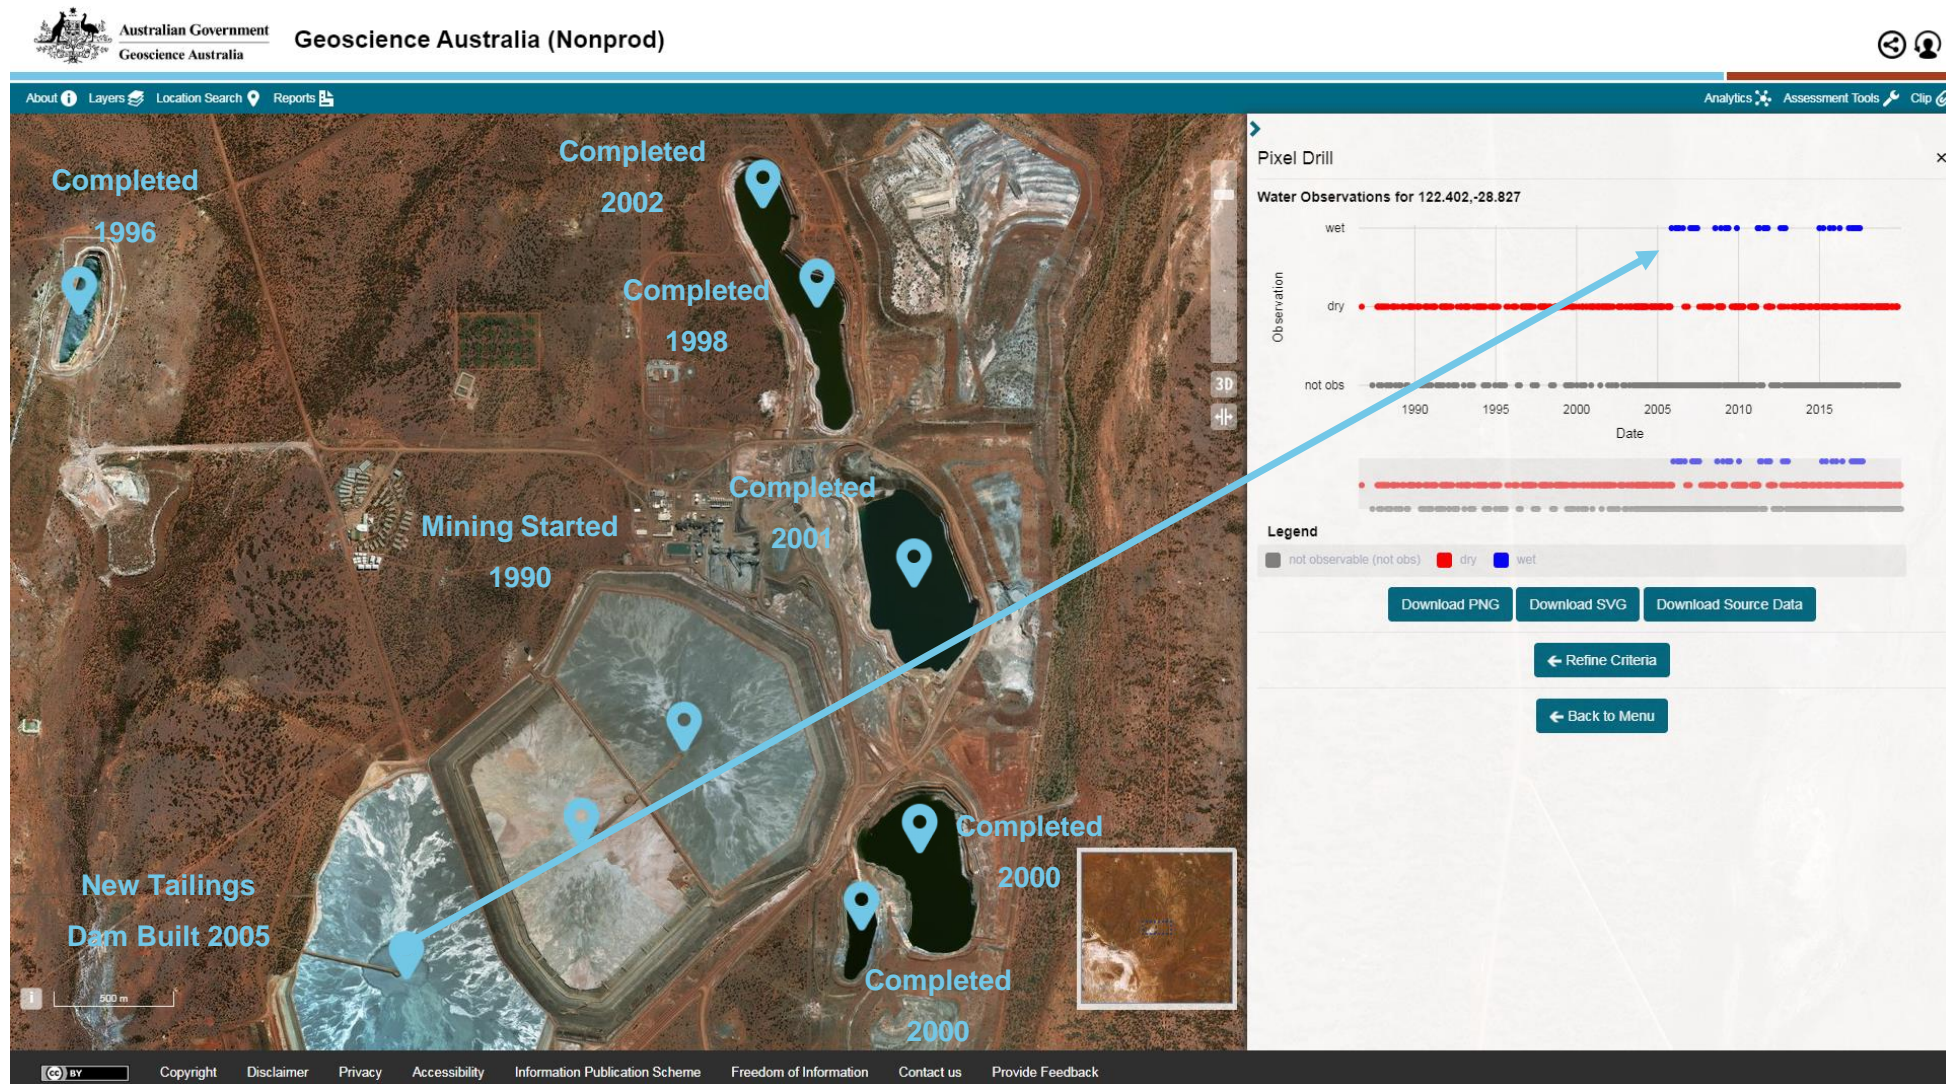 Australian Government
Geoscience Australia
Geoscience Australia (Nonprod)
About
Layers
Location Search
Reports
Analytics
Assessment Tools
Clip
Completed
1996
Completed
2002
Completed
1998
Completed
2001
Mining Started
1990
Completed
2000
New Tailings
Dam Built 2005
Completed
2000
3D
i
500 m
Pixel Drill
×
Water Observations for 122.402,-28.827
wet
dry
not obs
Observation
1990 1995 2000 2005 2010 2015
Date
Legend
not observable (not obs) dry wet
Download PNG
Download SVG
Download Source Data
Refine Criteria
Back to Menu
CC BY
Copyright
Disclaimer
Privacy
Accessibility
Information Publication Scheme
Freedom of Information
Contact us
Provide Feedback